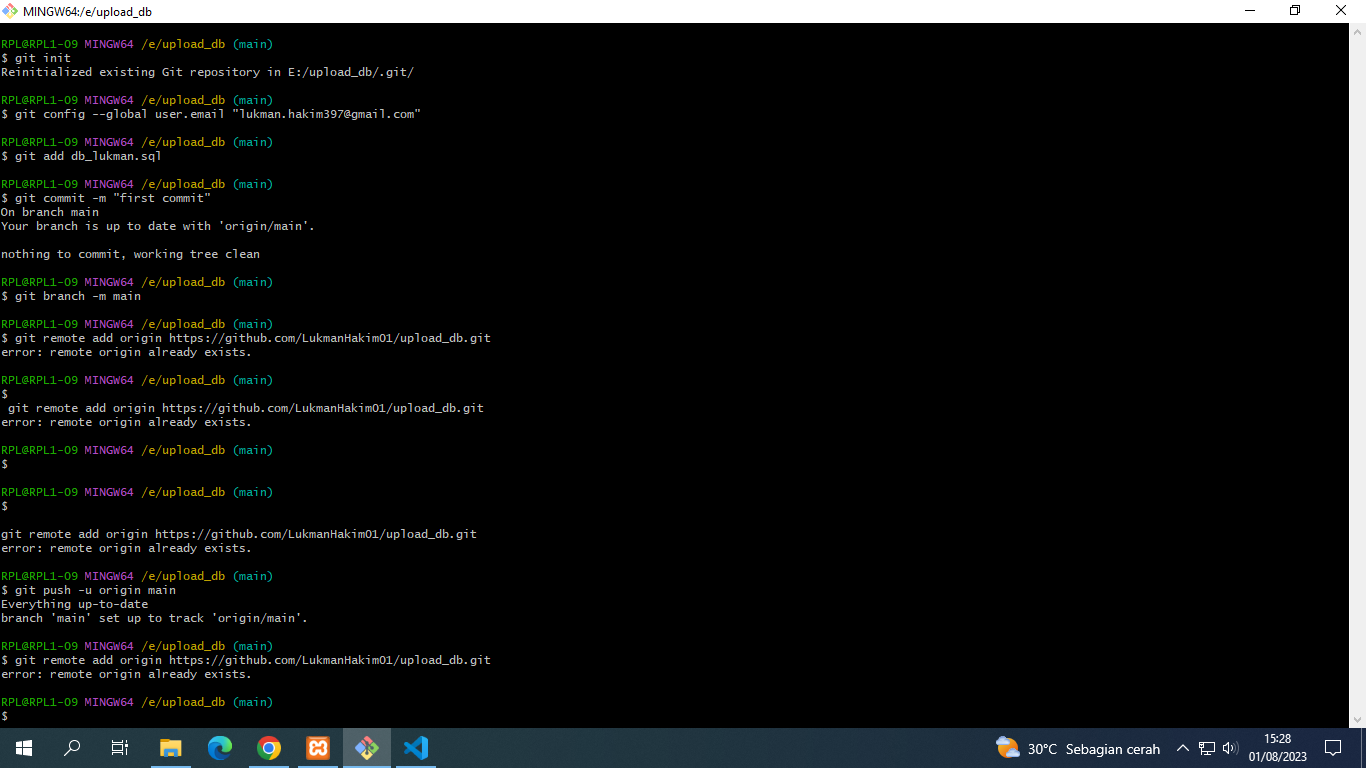 MINGW64:/e/upload_db
RPL@RPL1-09 MINGW64 /e/upload_db (main)
$ git init
Reinitialized existing Git repository in E:/upload_db/.git/
RPL@RPL1-09 MINGW64 /e/upload_db (main)
$ git config --global user.email "lukman.hakim397@gmail.com"
RPL@RPL1-09 MINGW64 /e/upload_db (main)
$ git add db_lukman.sql
RPL@RPL1-09 MINGW64 /e/upload_db (main)
$ git commit -m "first commit"
On branch main
Your branch is up to date with 'origin/main'.
nothing to commit, working tree clean
RPL@RPL1-09 MINGW64 /e/upload_db (main)
$ git branch -m main
RPL@RPL1-09 MINGW64 /e/upload_db (main)
$ git remote add origin https://github.com/LukmanHakim01/upload_db.git
error: remote origin already exists.
RPL@RPL1-09 MINGW64 /e/upload_db (main)
$
git remote add origin https://github.com/LukmanHakim01/upload_db.git
error: remote origin already exists.
RPL@RPL1-09 MINGW64 /e/upload_db (main)
$
RPL@RPL1-09 MINGW64 /e/upload_db (main)
$
git remote add origin https://github.com/LukmanHakim01/upload_db.git
error: remote origin already exists.
RPL@RPL1-09 MINGW64 /e/upload_db (main)
$ git push -u origin main
Everything up-to-date
branch 'main' set up to track 'origin/main'.
RPL@RPL1-09 MINGW64 /e/upload_db (main)
$ git remote add origin https://github.com/LukmanHakim01/upload_db.git
error: remote origin already exists.
RPL@RPL1-09 MINGW64 /e/upload_db (main)
$
30°C Sebagian cerah
15:28
01/08/2023